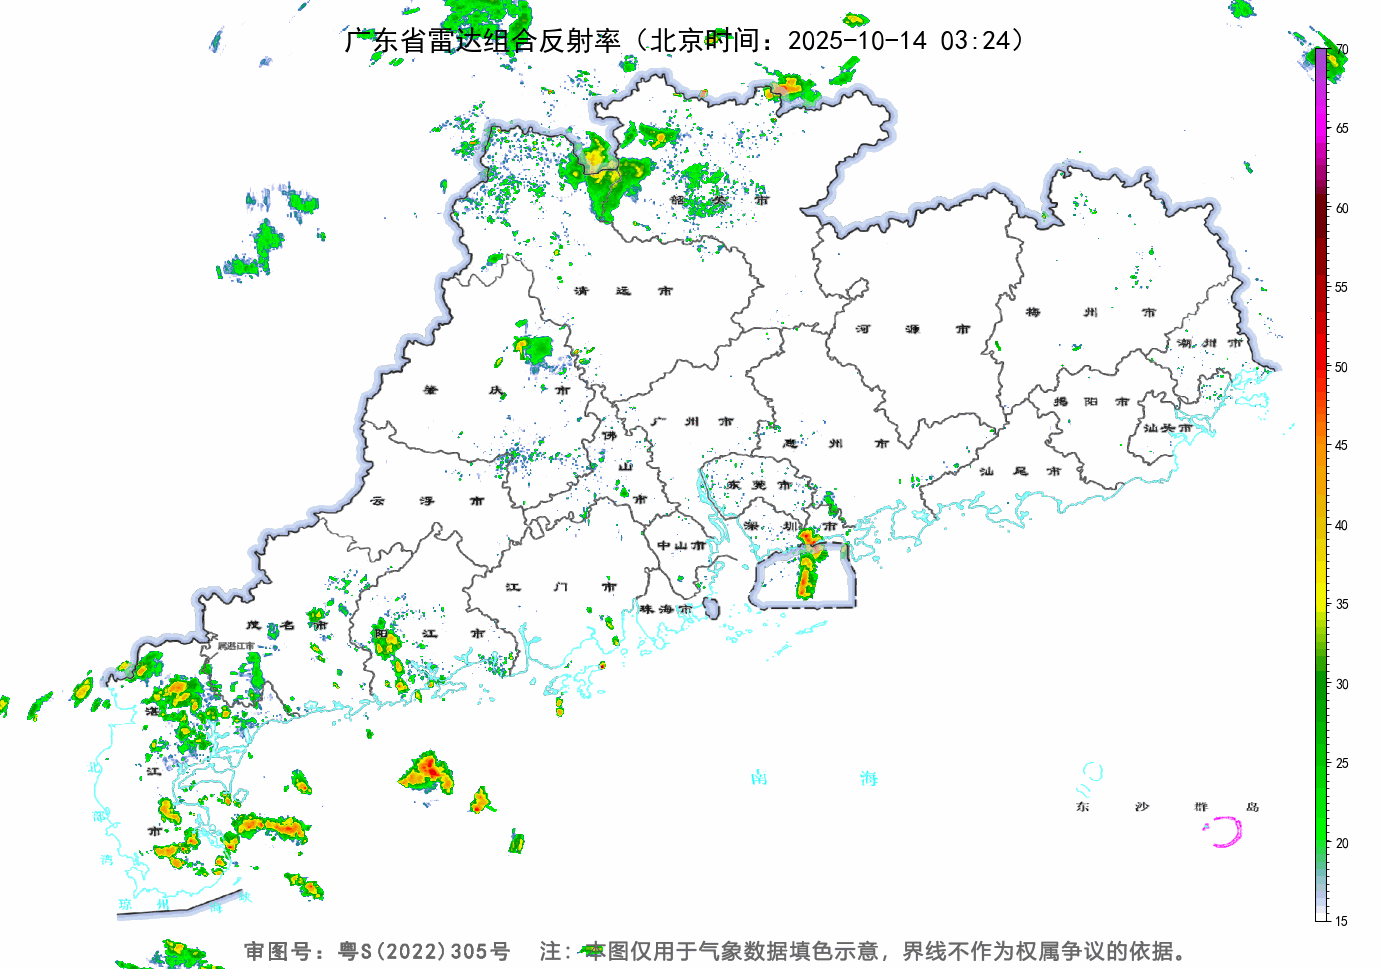 广东省雷达组合反射率（北京时间：2025-10-14 03:24）
70
65
60
55
50
45
40
35
30
25
20
15
韶关市
清远市
河源市
梅州市
潮州市
肇庆市
揭阳市
广州市
佛山市
惠州市
汕头市
汕尾市
东莞市
云浮市
深圳市
中山市
江门市
珠海市
茂名市
阳江市
属湛江市
湛江市
北部湾
南海
东沙群岛
琼州海峡
审图号：粤S(2022)305号 注：本图仅用于气象数据填色示意，界线不作为权属争议的依据。